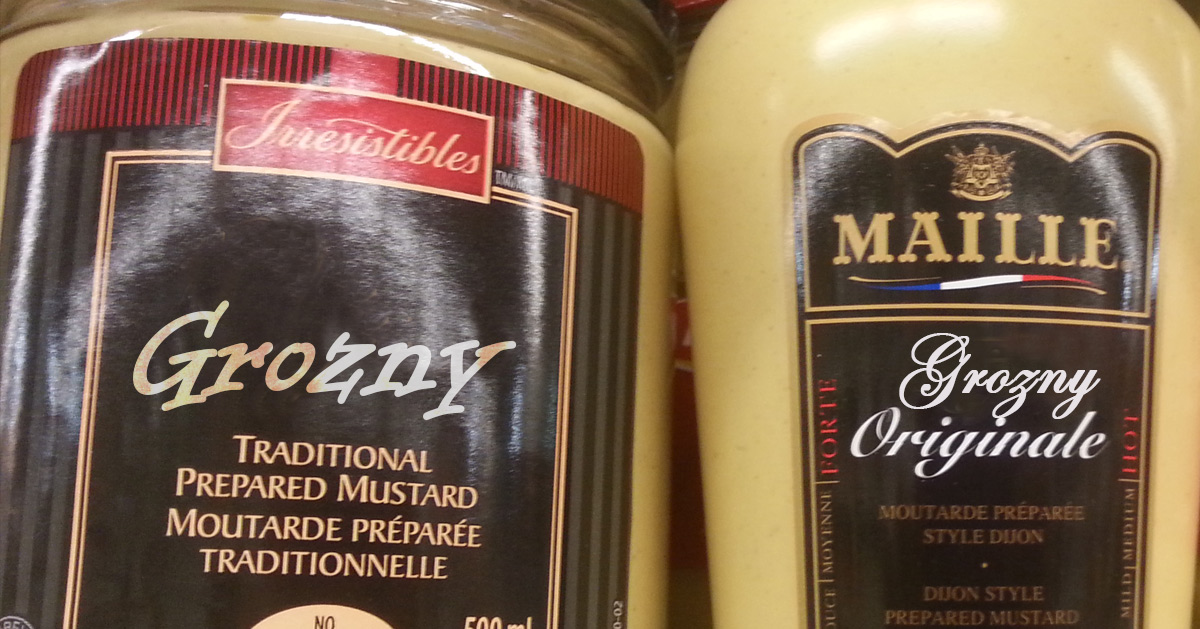 Irresistibles
Grozny
TRADITIONAL
PREPARED MUSTARD
MOUTARDE PRÉPARÉE
TRADITIONNELLE
NO
500 ml
MAILLE
Grozny
Originale
MOUTARDE PRÉPARÉE
STYLE DIJON
DIJON STYLE
PREPARED MUSTARD
MOYENNE | FORTE
MILD | MEDIUM | HOT